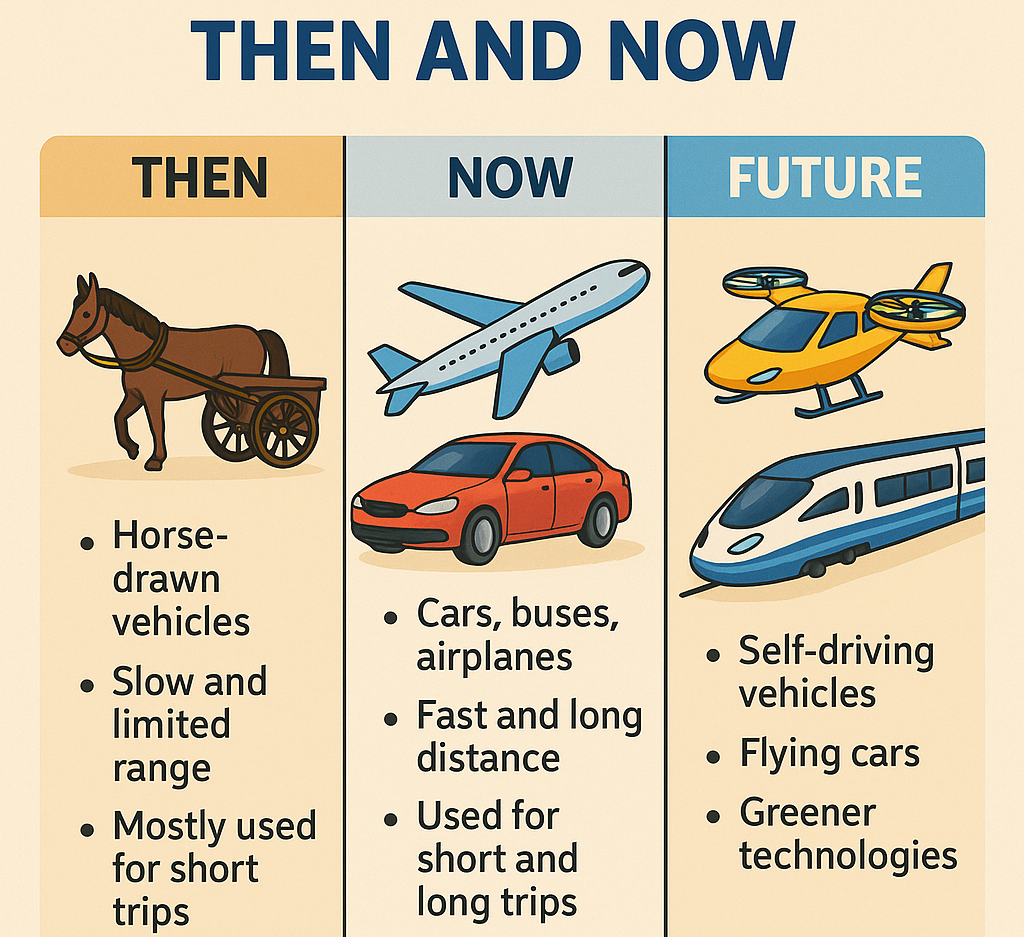 THEN AND NOW
THEN
NOW
FUTURE
• Horse-
drawn
vehicles
• Slow and
limited
range
• Mostly used
for short
trips
• Cars, buses,
airplanes
• Fast and long
distance
• Used for
short and
long trips
• Self-driving
vehicles
• Flying cars
• Greener
technologies